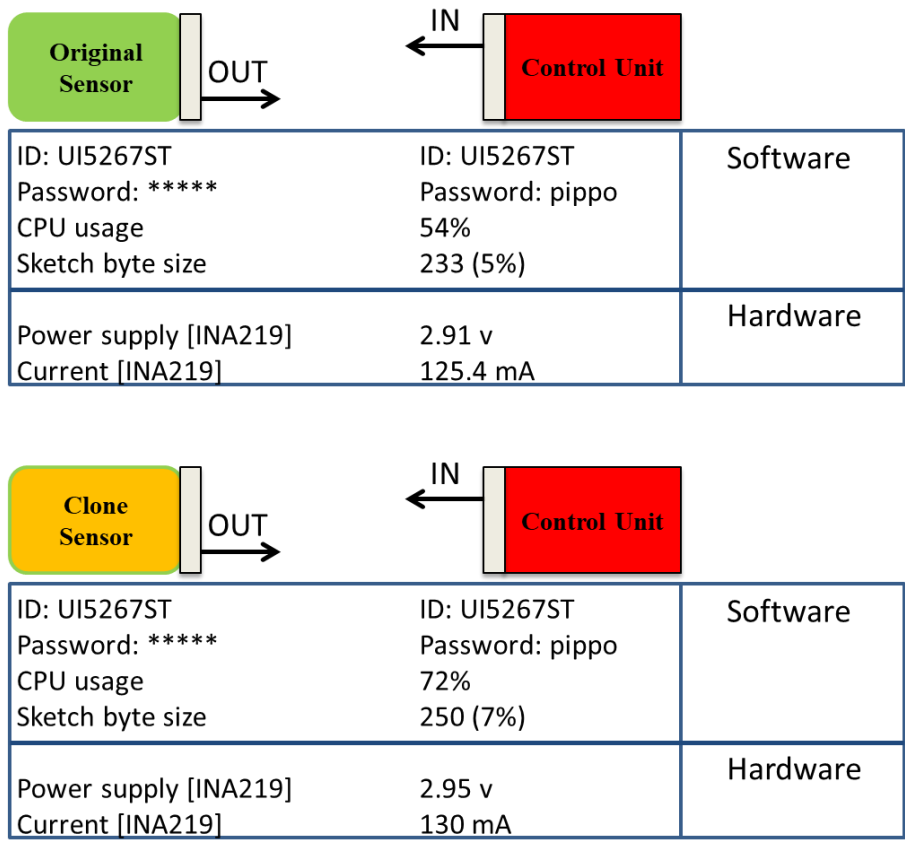 IN
Original
Sensor
OUT
Control Unit
ID: UI5267ST ID: UI5267ST Software
Password: ***** Password: pippo
CPU usage 54%
Sketch byte size 233 (5%)
Hardware
Power supply [INA219] 2.91 v
Current [INA219] 125.4 mA
IN
Clone
Sensor
OUT
Control Unit
ID: UI5267ST ID: UI5267ST Software
Password: ***** Password: pippo
CPU usage 72%
Sketch byte size 250 (7%)
Hardware
Power supply [INA219] 2.95 v
Current [INA219] 130 mA